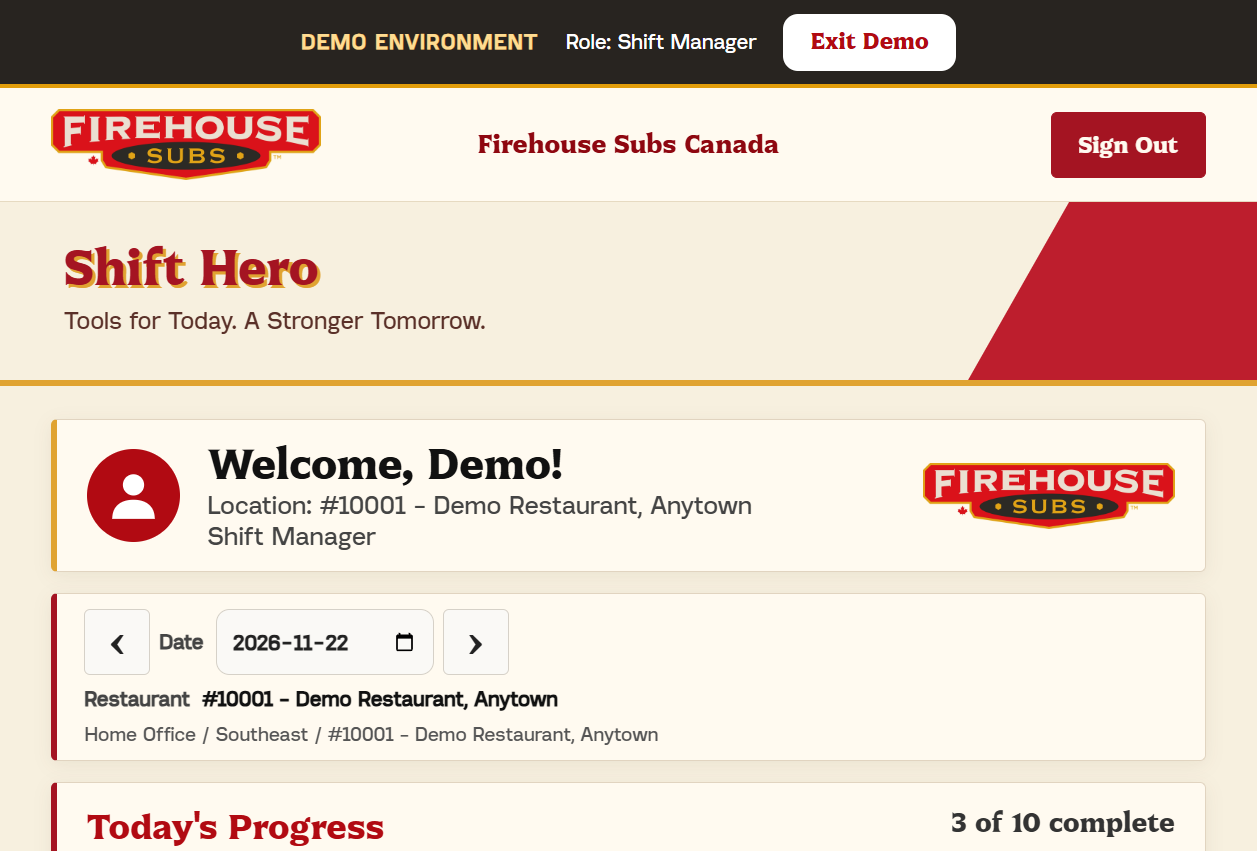 DEMO ENVIRONMENT Role: Shift Manager Exit Demo
FIREHOUSE
SUBS™
Firehouse Subs Canada
Sign Out
Shift Hero
Tools for Today. A Stronger Tomorrow.
Welcome, Demo!
Location: #10001 - Demo Restaurant, Anytown
Shift Manager
FIREHOUSE
SUBS™
‹ Date 2026-11-22 ›
Restaurant #10001 - Demo Restaurant, Anytown
Home Office / Southeast / #10001 - Demo Restaurant, Anytown
Today's Progress 3 of 10 complete